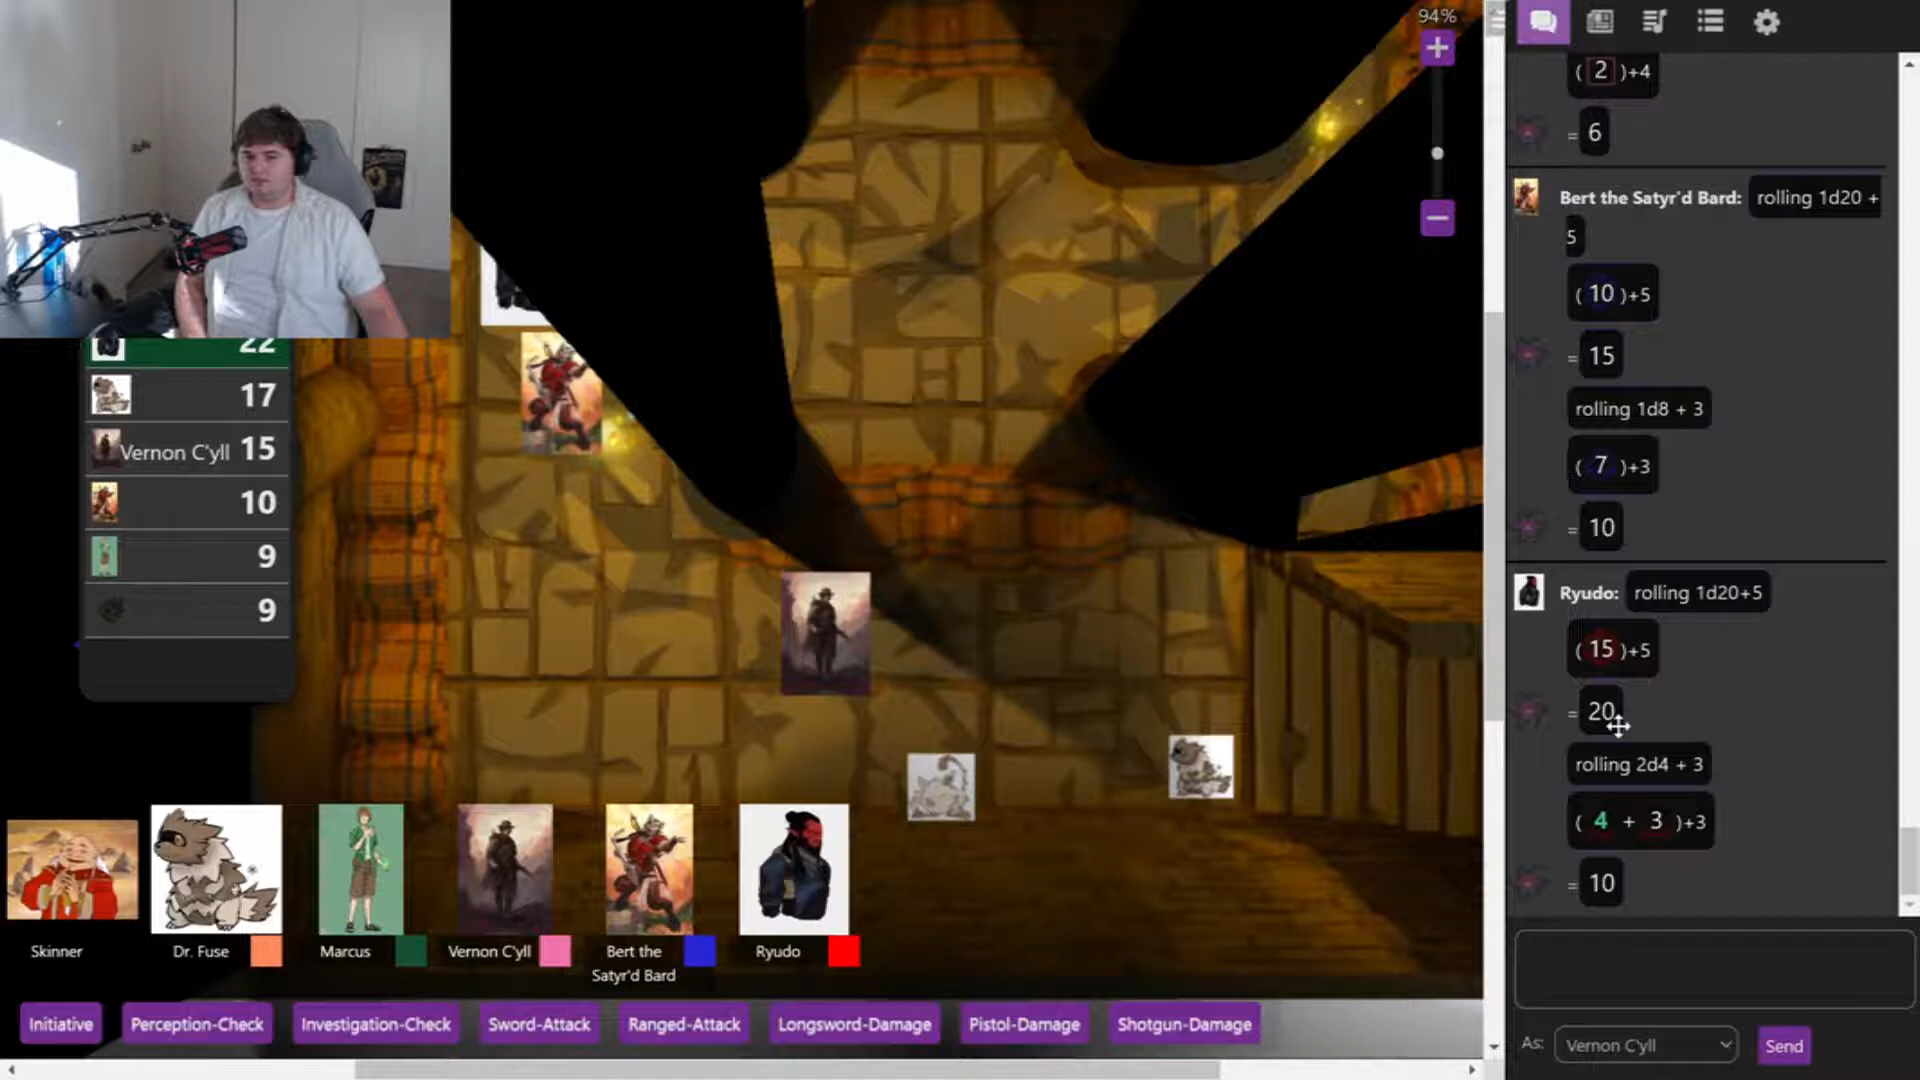 94%
22
17
Vernon C'yll 15
10
9
9
Skinner
Dr. Fuse
Marcus
Vernon C'yll
Bert the
Satyr'd Bard
Ryudo
Initiative
Perception-Check
Investigation-Check
Sword-Attack
Ranged-Attack
Longsword-Damage
Pistol-Damage
Shotgun-Damage
( 2 )+4
= 6
Bert the Satyr'd Bard: rolling 1d20 +
5
( 10 )+5
= 15
rolling 1d8 + 3
( 7 )+3
= 10
Ryudo: rolling 1d20+5
( 15 )+5
= 20
rolling 2d4 + 3
( 4 + 3 )+3
= 10
As: Vernon C'yll Send